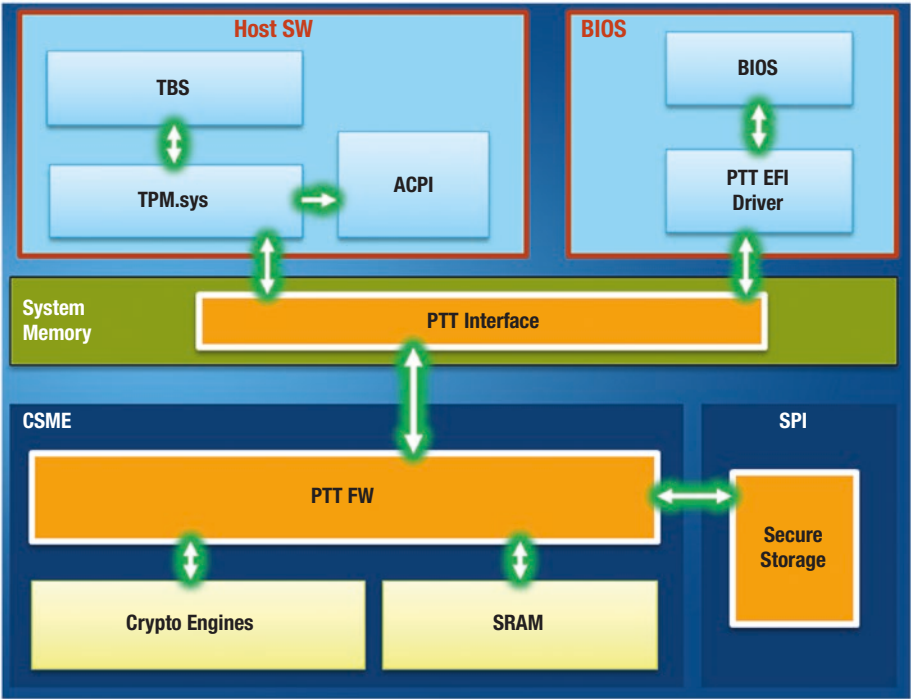 Host SW
TBS
TPM.sys
ACPI
BIOS
BIOS
PTT EFI
Driver
System
Memory
PTT Interface
CSME
PTT FW
Crypto Engines
SRAM
SPI
Secure
Storage